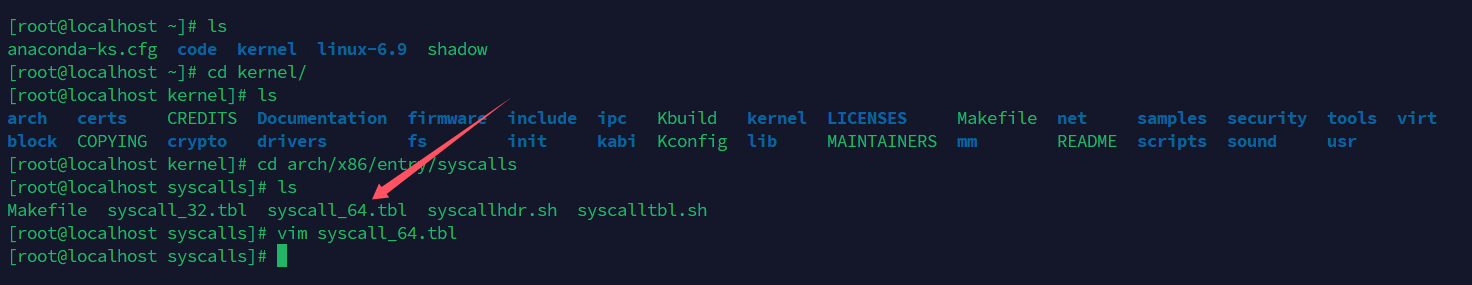 [root@localhost ~]# ls
anaconda-ks.cfg  code  kernel  linux-6.9  shadow
[root@localhost ~]# cd kernel/
[root@localhost kernel]# ls
arch   certs    CREDITS  Documentation  firmware  include  ipc   Kbuild   kernel  LICENSES     Makefile  net     samples  security  tools  virt
block  COPYING  crypto   drivers        fs        init     kabi  Kconfig  lib     MAINTAINERS  mm        README  scripts  sound     usr
[root@localhost kernel]# cd arch/x86/entry/syscalls
[root@localhost syscalls]# ls
Makefile  syscall_32.tbl  syscall_64.tbl  syscallhdr.sh  syscalltbl.sh
[root@localhost syscalls]# vim syscall_64.tbl
[root@localhost syscalls]#